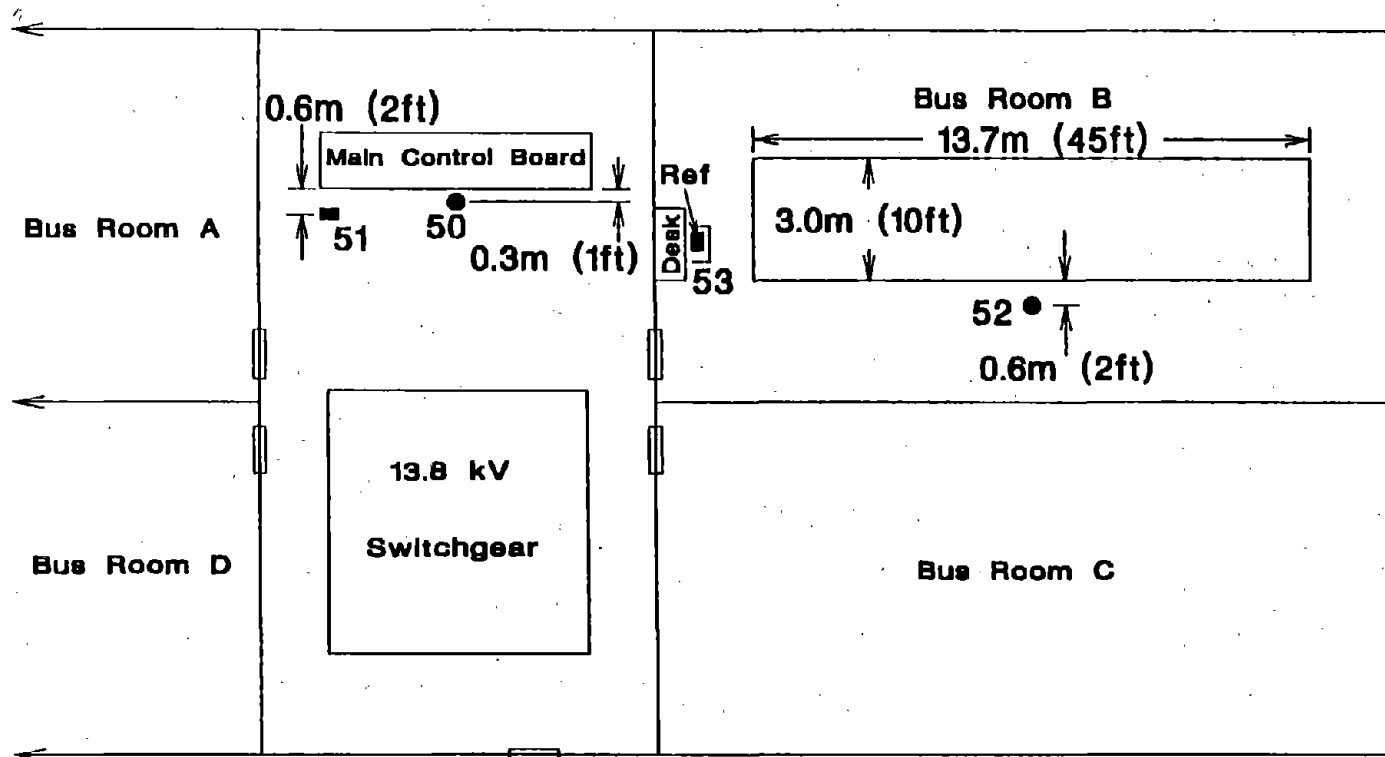 Bus Room B
0.6m (2ft)
13.7m (45ft)
Main Control Board
Ref
Bus Room A
51
50
0.3m (1ft)
Desk
53
3.0m (10ft)
52
0.6m (2ft)
13.8 kV
Switchgear
Bus Room D
Bus Room C